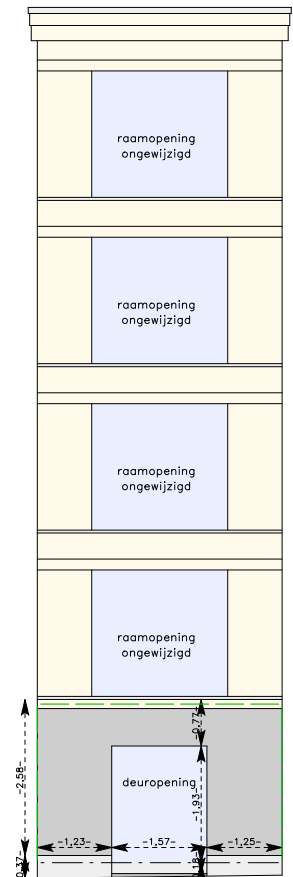 raamopening
ongewijzigd
raamopening
ongewijzigd
raamopening
ongewijzigd
raamopening
ongewijzigd
-0,77-
-2,58-
deuropening
-1,93-
-1,23-
-1,57-
-1,25-
0,37-